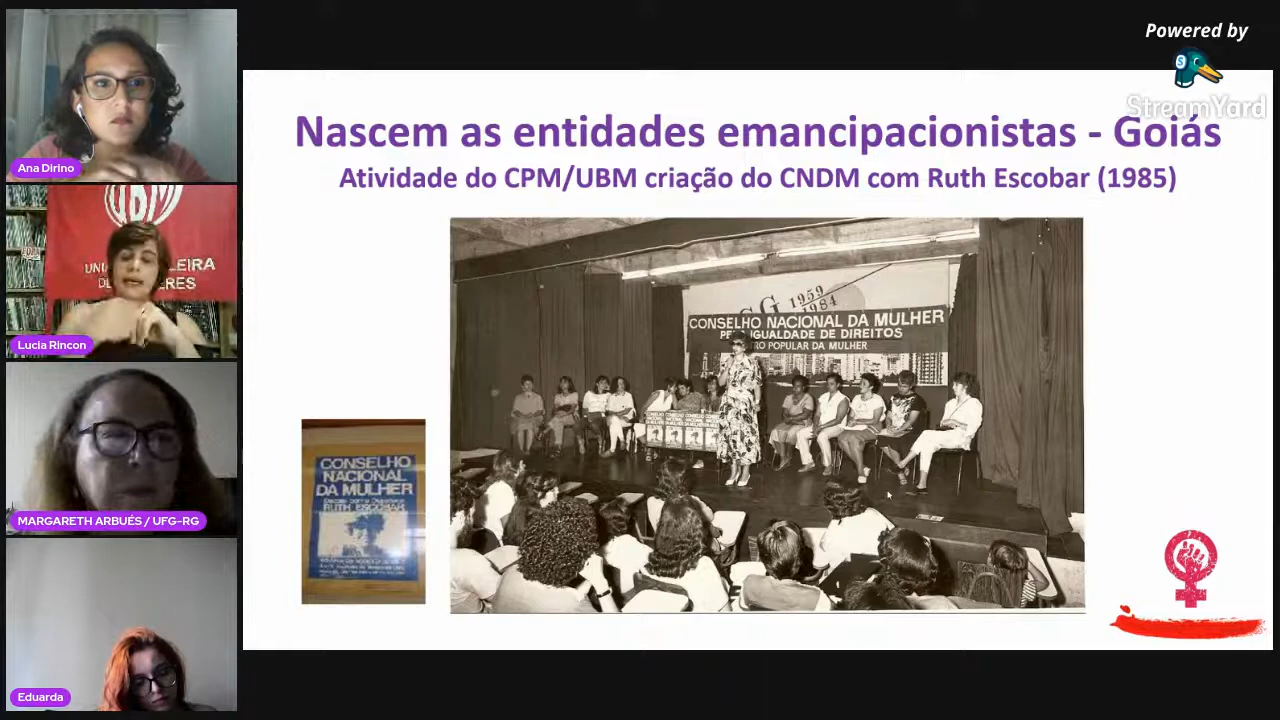 Powered by
StreamYard
Nascem as entidades emancipacionistas - Goiás
Atividade do CPM/UBM criação do CNDM com Ruth Escobar (1985)
Ana Dirino
UBM
Lucia Rincon
MARGARETH ARBUÉS / UFG-RG
Eduarda
1959
1984
CONSELHO NACIONAL DA MULHER
IGUALDADE DE DIREITOS
POPULAR DA MULHER
CONSELHO
NACIONAL
DA MULHER
RUTH ESCOBAR